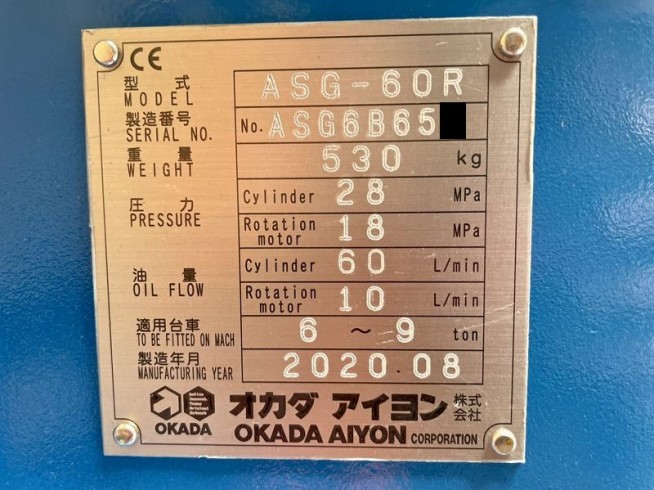 CE
型式 ASG-60R
MODEL
製造番号 No. ASG6B65
SERIAL NO.
重量 530 kg
WEIGHT
圧力 Cylinder 28 MPa
PRESSURE Rotation motor 18 MPa
油量 Cylinder 60 L/min
OIL FLOW Rotation motor 10 L/min
適用台車 6 ~ 9 ton
TO BE FITTED ON MACH
製造年月 2020.08
MANUFACTURING YEAR
OKADA
オカダ アイヨン 株式会社
OKADA AIYON CORPORATION